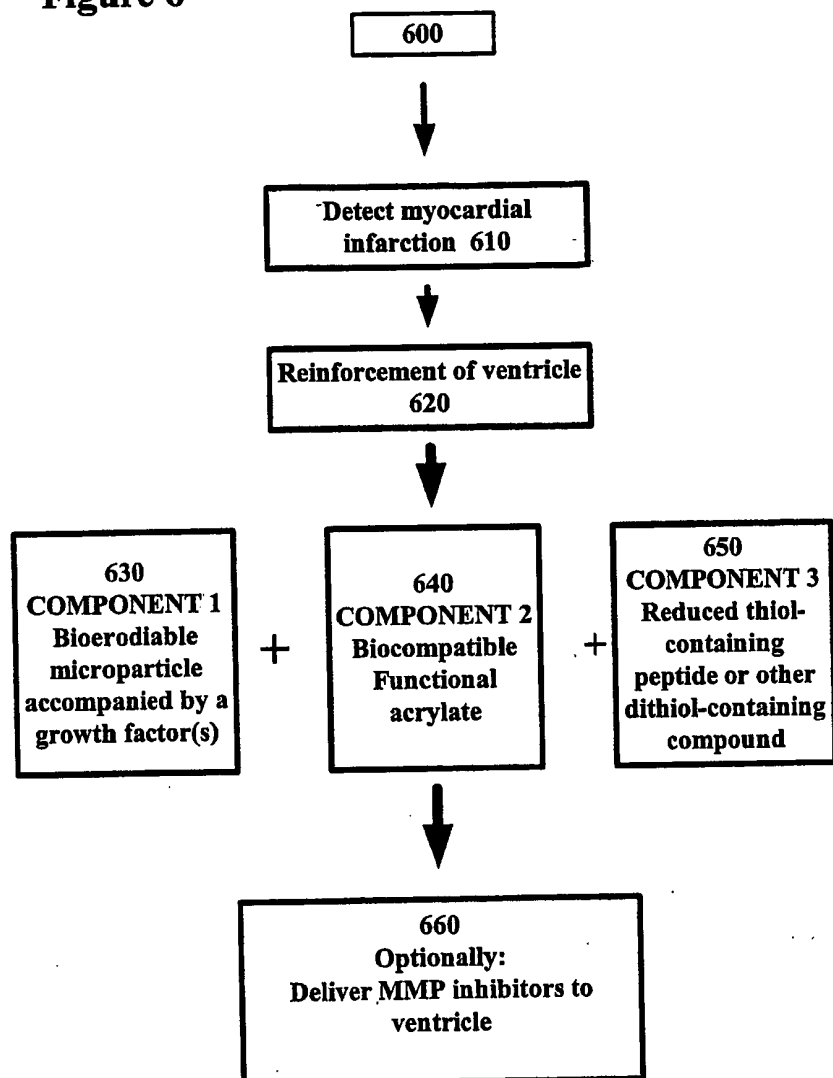 Figure 6
600
Detect myocardial
infarction 610
Reinforcement of ventricle
620
630
COMPONENT 1
Bioerodiable
microparticle
accompanied by a
growth factor(s)
+
640
COMPONENT 2
Biocompatible
Functional
acrylate
+
650
COMPONENT 3
Reduced thiol-
containing
peptide or other
dithiol-containing
compound
660
Optionally:
Deliver MMP inhibitors to
ventricle